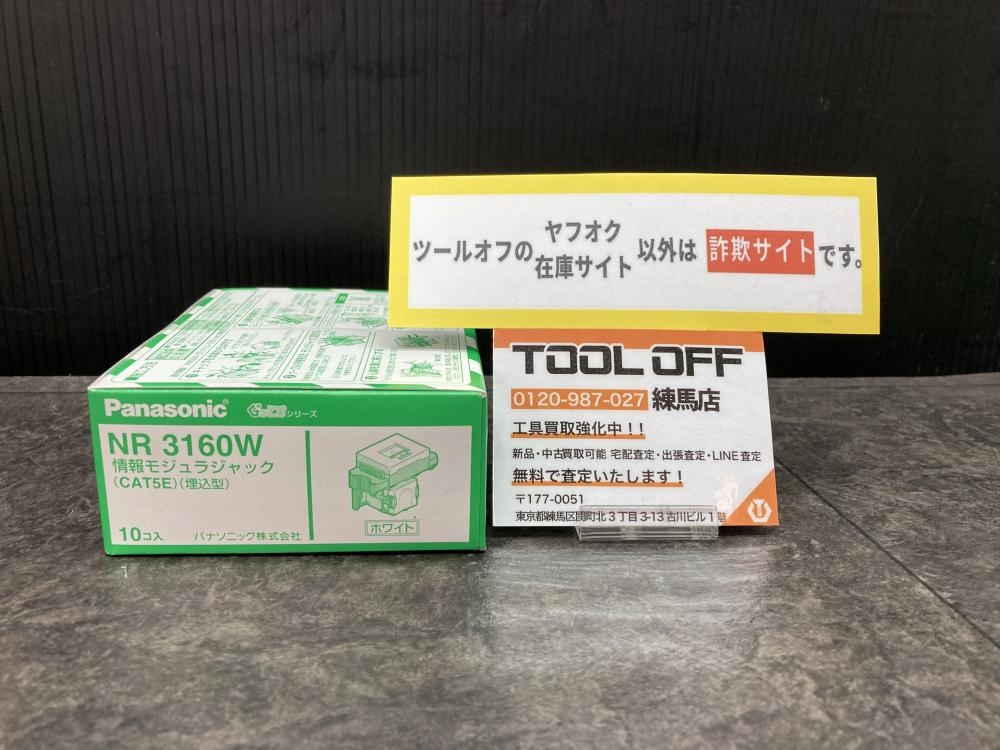 ツールオフの ヤフオク 在庫サイト 以外は 詐欺サイトです。
TOOL OFF
0120-987-027 練馬店
工具買取強化中！！
新品・中古買取可能 宅配査定・出張査定・LINE査定
無料で査定いたします！
〒177-0051
東京都練馬区関町北3丁目3-13古川ビル1階
Panasonic ぐっとすシリーズ
NR 3160W
情報モジュラジャック
(CAT5E)(埋込型)
ホワイト
10コ入 パナソニック株式会社